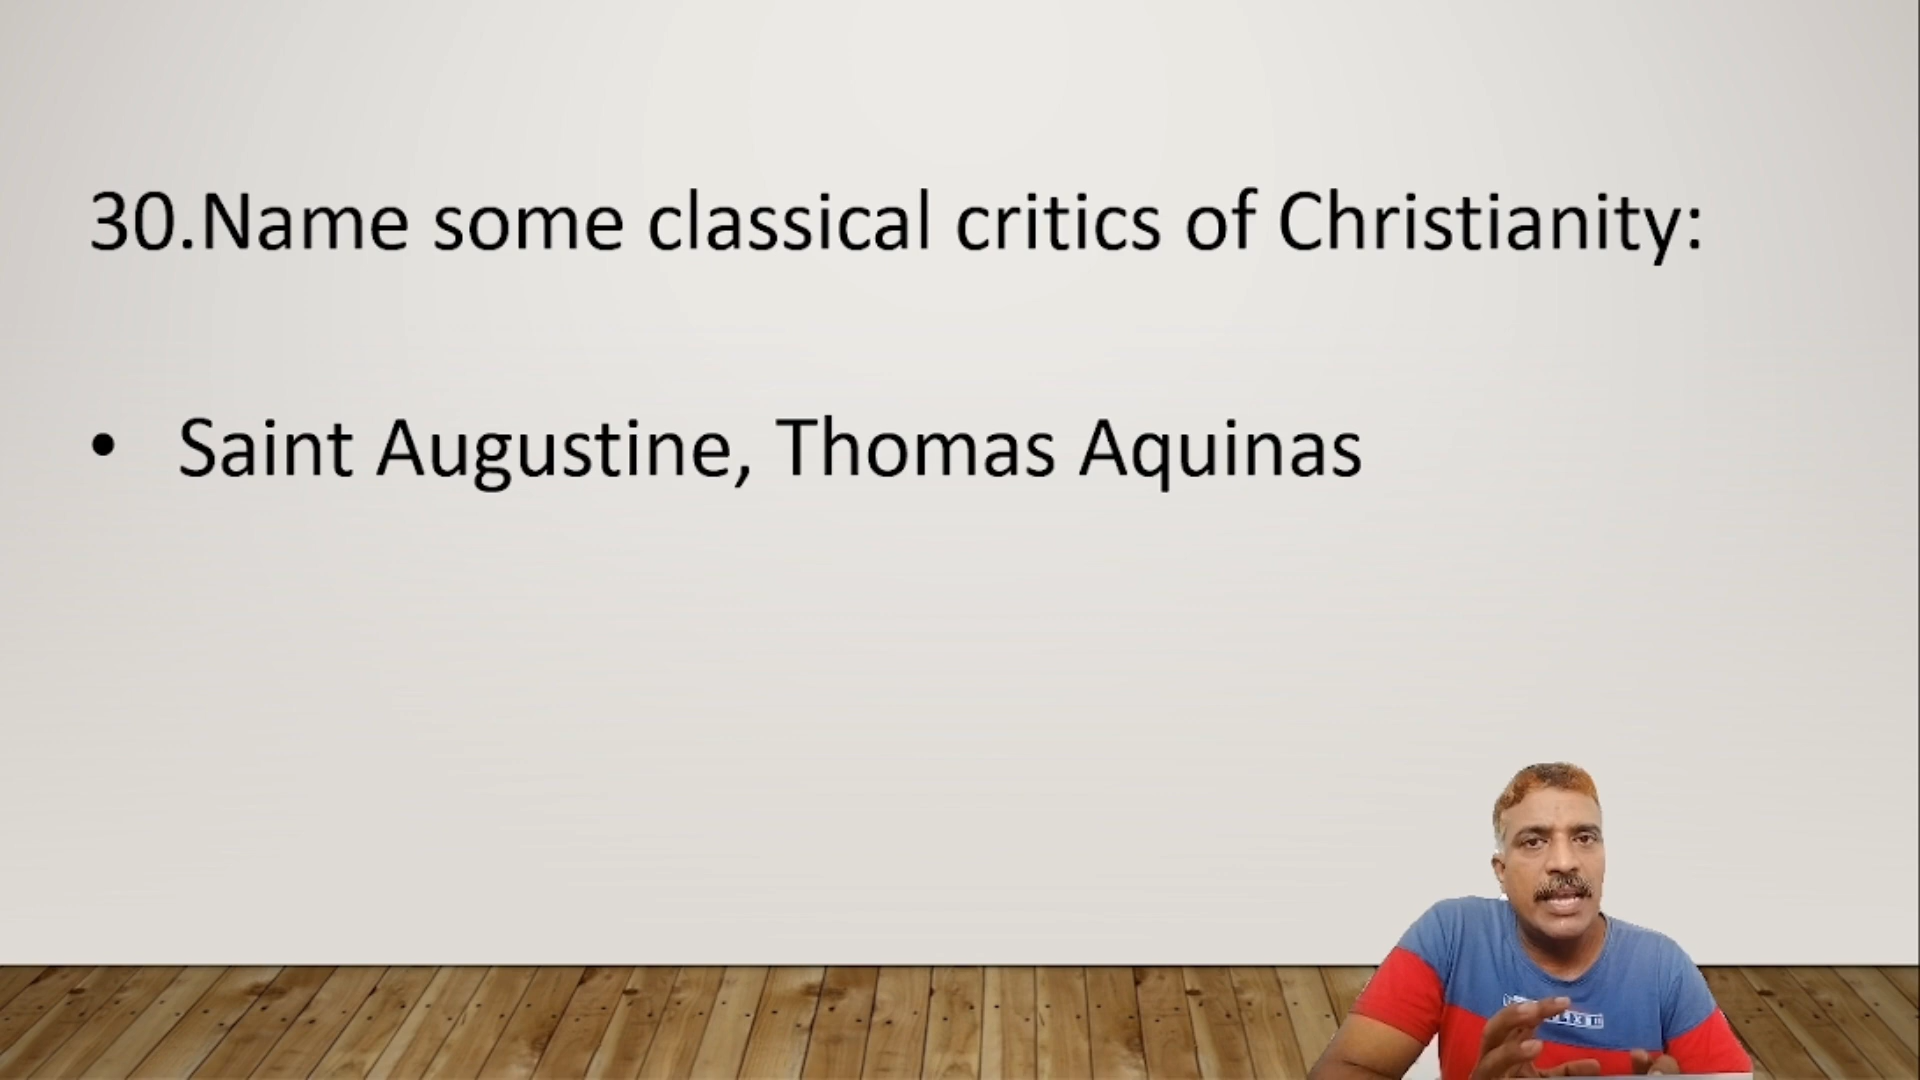 30.Name some classical critics of Christianity:
• Saint Augustine, Thomas Aquinas